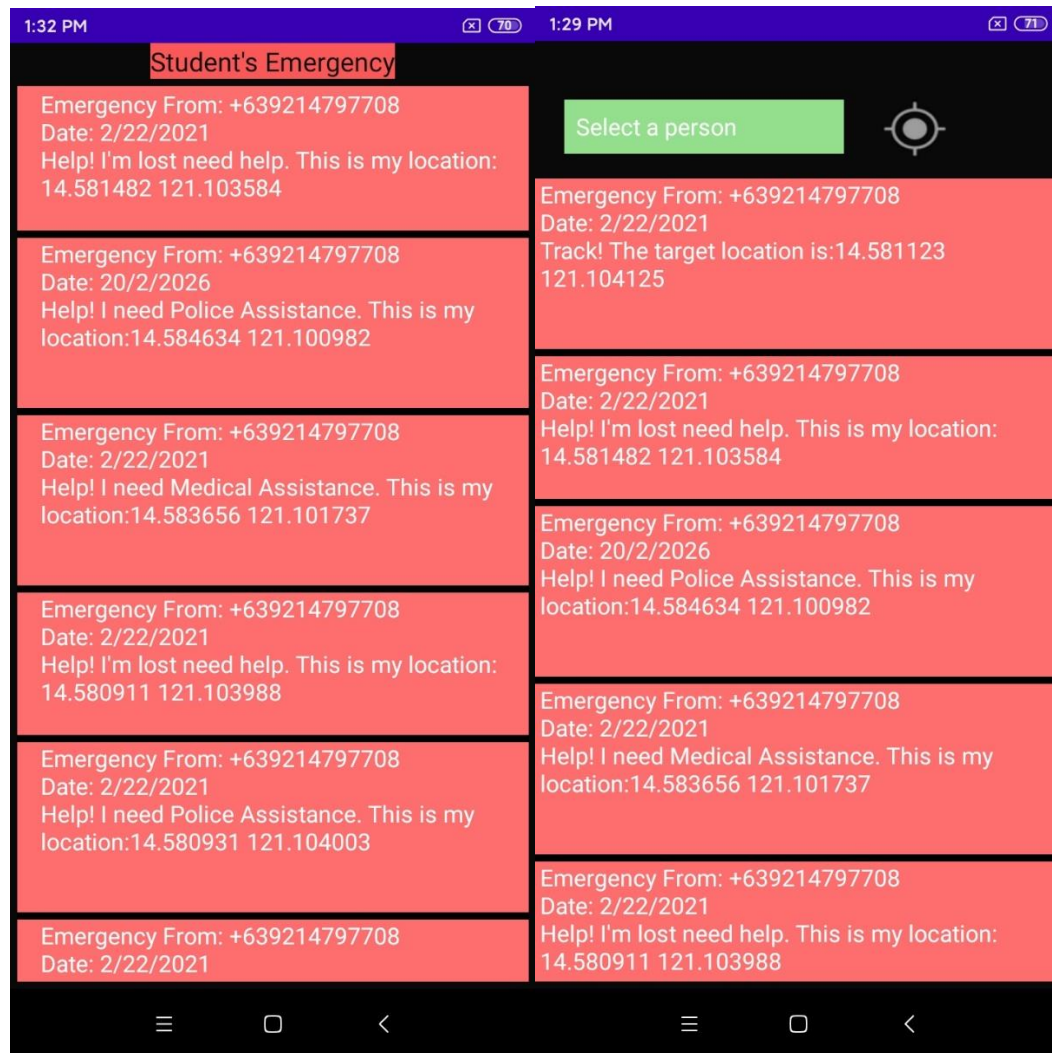 1:32 PM
70
Student's Emergency
Emergency From: +639214797708
Date: 2/22/2021
Help! I'm lost need help. This is my location:
14.581482 121.103584
Emergency From: +639214797708
Date: 20/2/2026
Help! I need Police Assistance. This is my
location:14.584634 121.100982
Emergency From: +639214797708
Date: 2/22/2021
Help! I need Medical Assistance. This is my
location:14.583656 121.101737
Emergency From: +639214797708
Date: 2/22/2021
Help! I'm lost need help. This is my location:
14.580911 121.103988
Emergency From: +639214797708
Date: 2/22/2021
Help! I need Police Assistance. This is my
location:14.580931 121.104003
Emergency From: +639214797708
Date: 2/22/2021
1:29 PM
71
Select a person
Emergency From: +639214797708
Date: 2/22/2021
Track! The target location is:14.581123
121.104125
Emergency From: +639214797708
Date: 2/22/2021
Help! I'm lost need help. This is my location:
14.581482 121.103584
Emergency From: +639214797708
Date: 20/2/2026
Help! I need Police Assistance. This is my
location:14.584634 121.100982
Emergency From: +639214797708
Date: 2/22/2021
Help! I need Medical Assistance. This is my
location:14.583656 121.101737
Emergency From: +639214797708
Date: 2/22/2021
Help! I'm lost need help. This is my location:
14.580911 121.103988